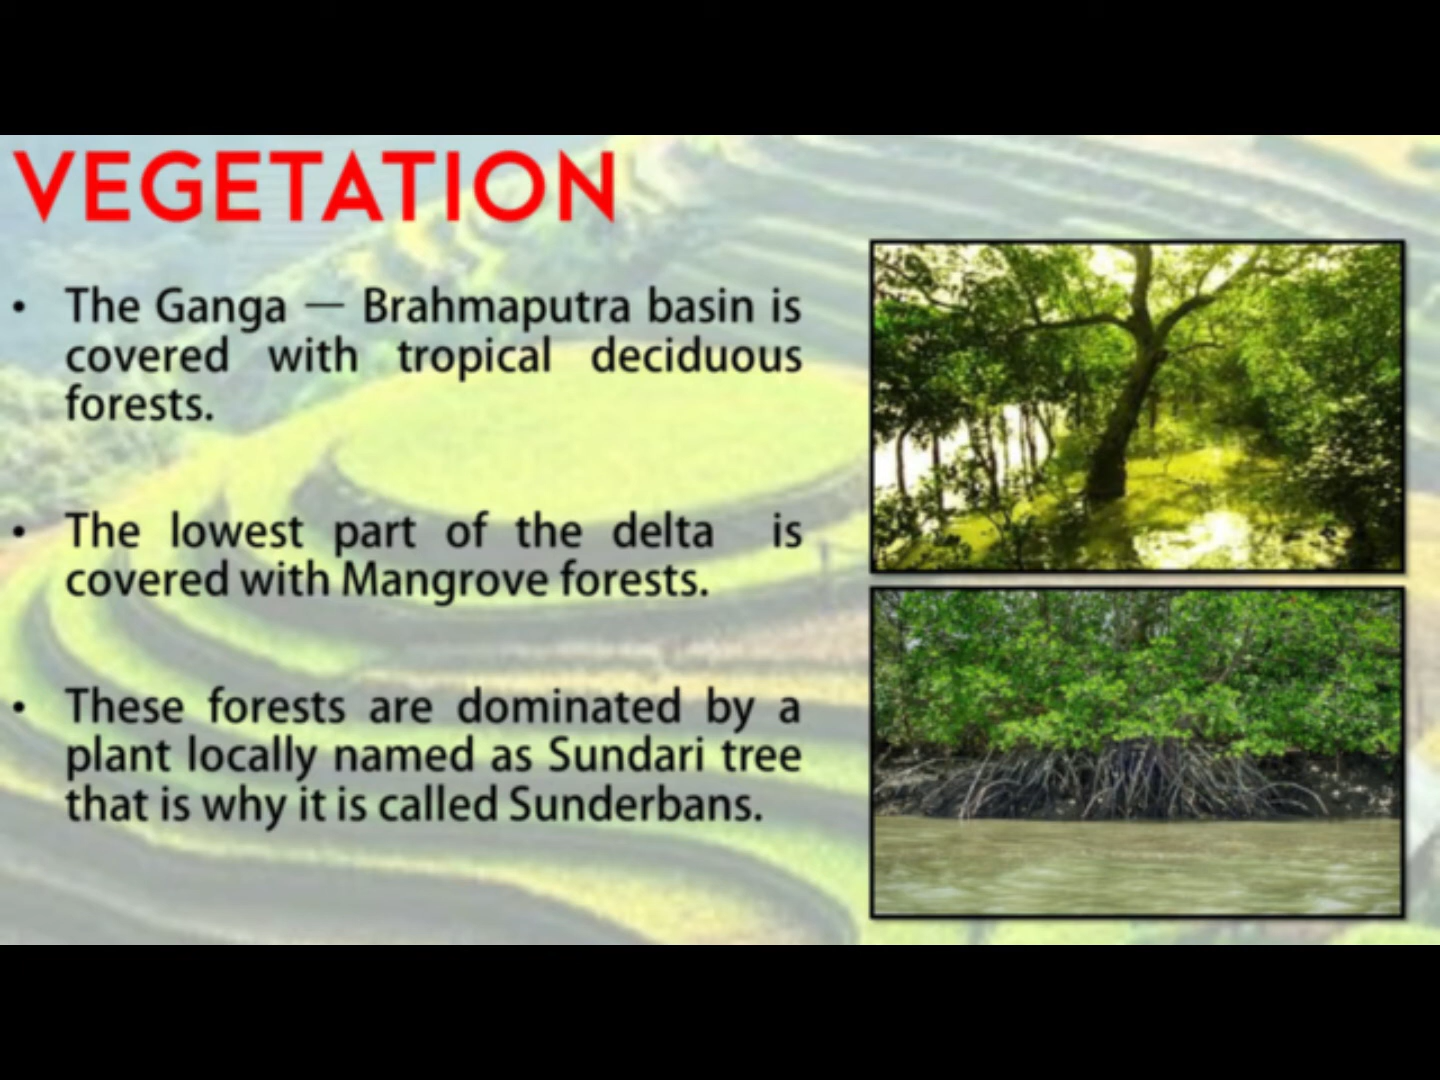 VEGETATION
• The Ganga — Brahmaputra basin is
covered with tropical deciduous
forests.
• The lowest part of the delta is
covered with Mangrove forests.
• These forests are dominated by a
plant locally named as Sundari tree
that is why it is called Sunderbans.